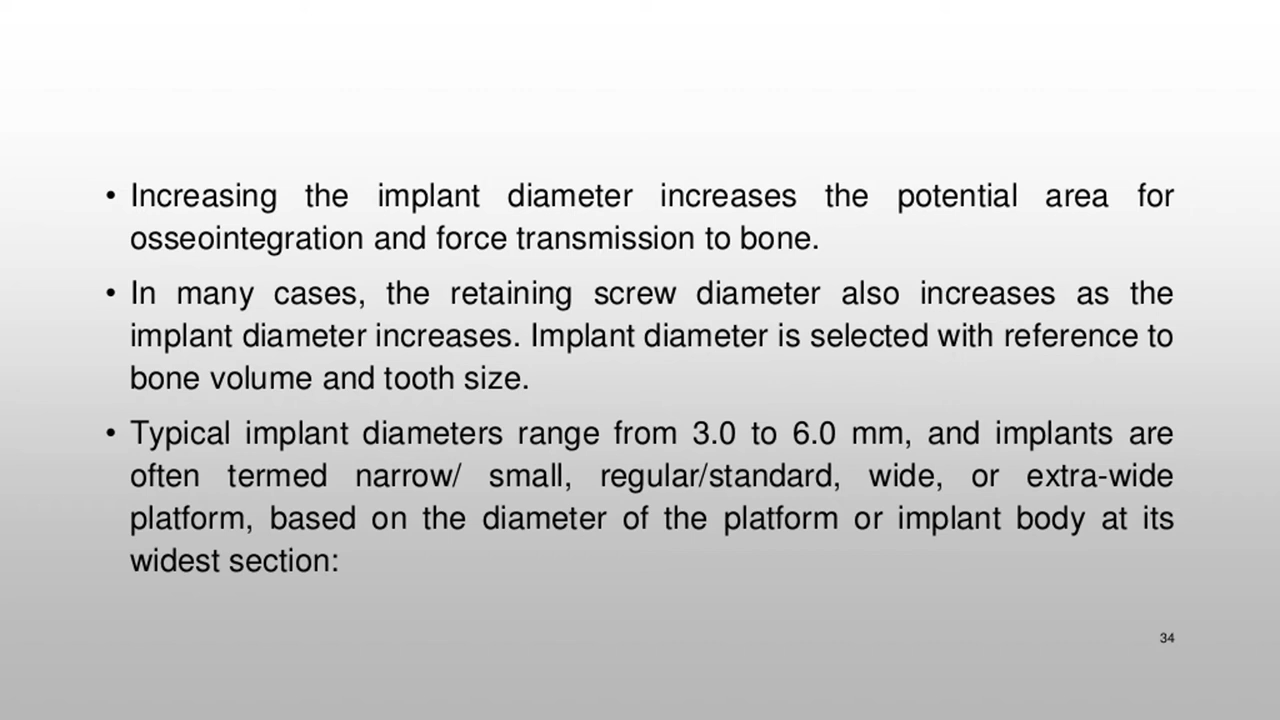 • Increasing the implant diameter increases the potential area for
osseointegration and force transmission to bone.
• In many cases, the retaining screw diameter also increases as the
implant diameter increases. Implant diameter is selected with reference to
bone volume and tooth size.
• Typical implant diameters range from 3.0 to 6.0 mm, and implants are
often termed narrow/ small, regular/standard, wide, or extra-wide
platform, based on the diameter of the platform or implant body at its
widest section:
34